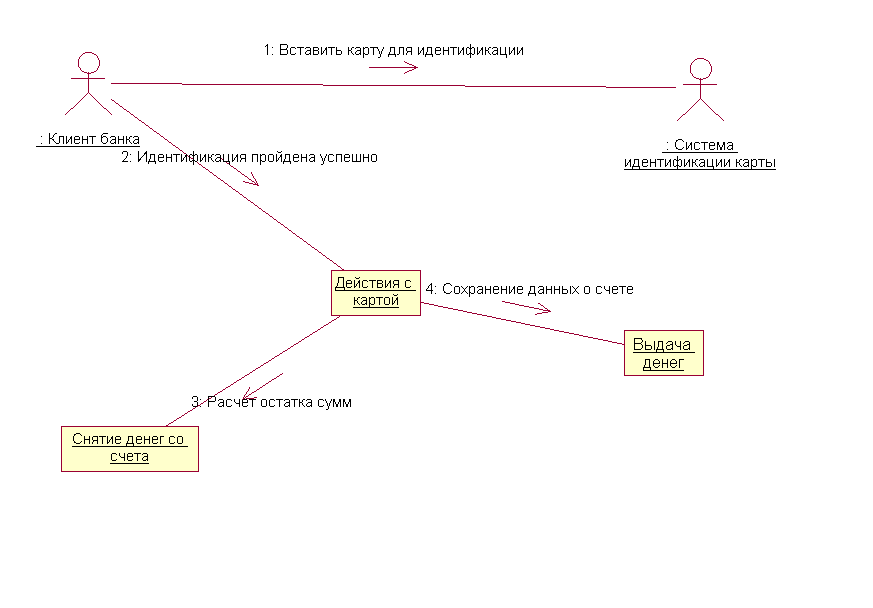 1: Вставить карту для идентификации
: Клиент банка
: Система
идентификации карты
2: Идентификация пройдена успешно
Действия с
картой
4: Сохранение данных о счете
Выдача
денег
3: Расчет остатка сумм
Снятие денег со
счета